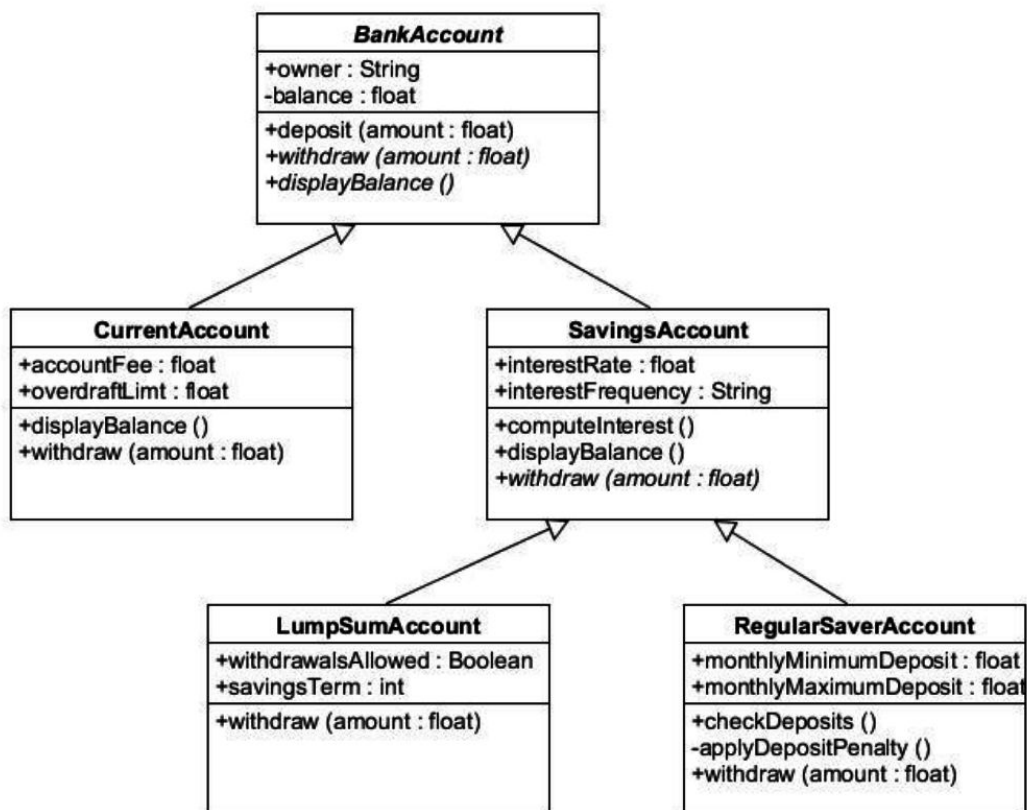 BankAccount
+owner : String
-balance : float
+deposit (amount : float)
+withdraw (amount : float)
+displayBalance ()
CurrentAccount
+accountFee : float
+overdraftLimt : float
+displayBalance ()
+withdraw (amount : float)
SavingsAccount
+interestRate : float
+interestFrequency : String
+computeInterest ()
+displayBalance ()
+withdraw (amount : float)
LumpSumAccount
+withdrawalsAllowed : Boolean
+savingsTerm : int
+withdraw (amount : float)
RegularSaverAccount
+monthlyMinimumDeposit : float
+monthlyMaximumDeposit : float
+checkDeposits ()
-applyDepositPenalty ()
+withdraw (amount : float)